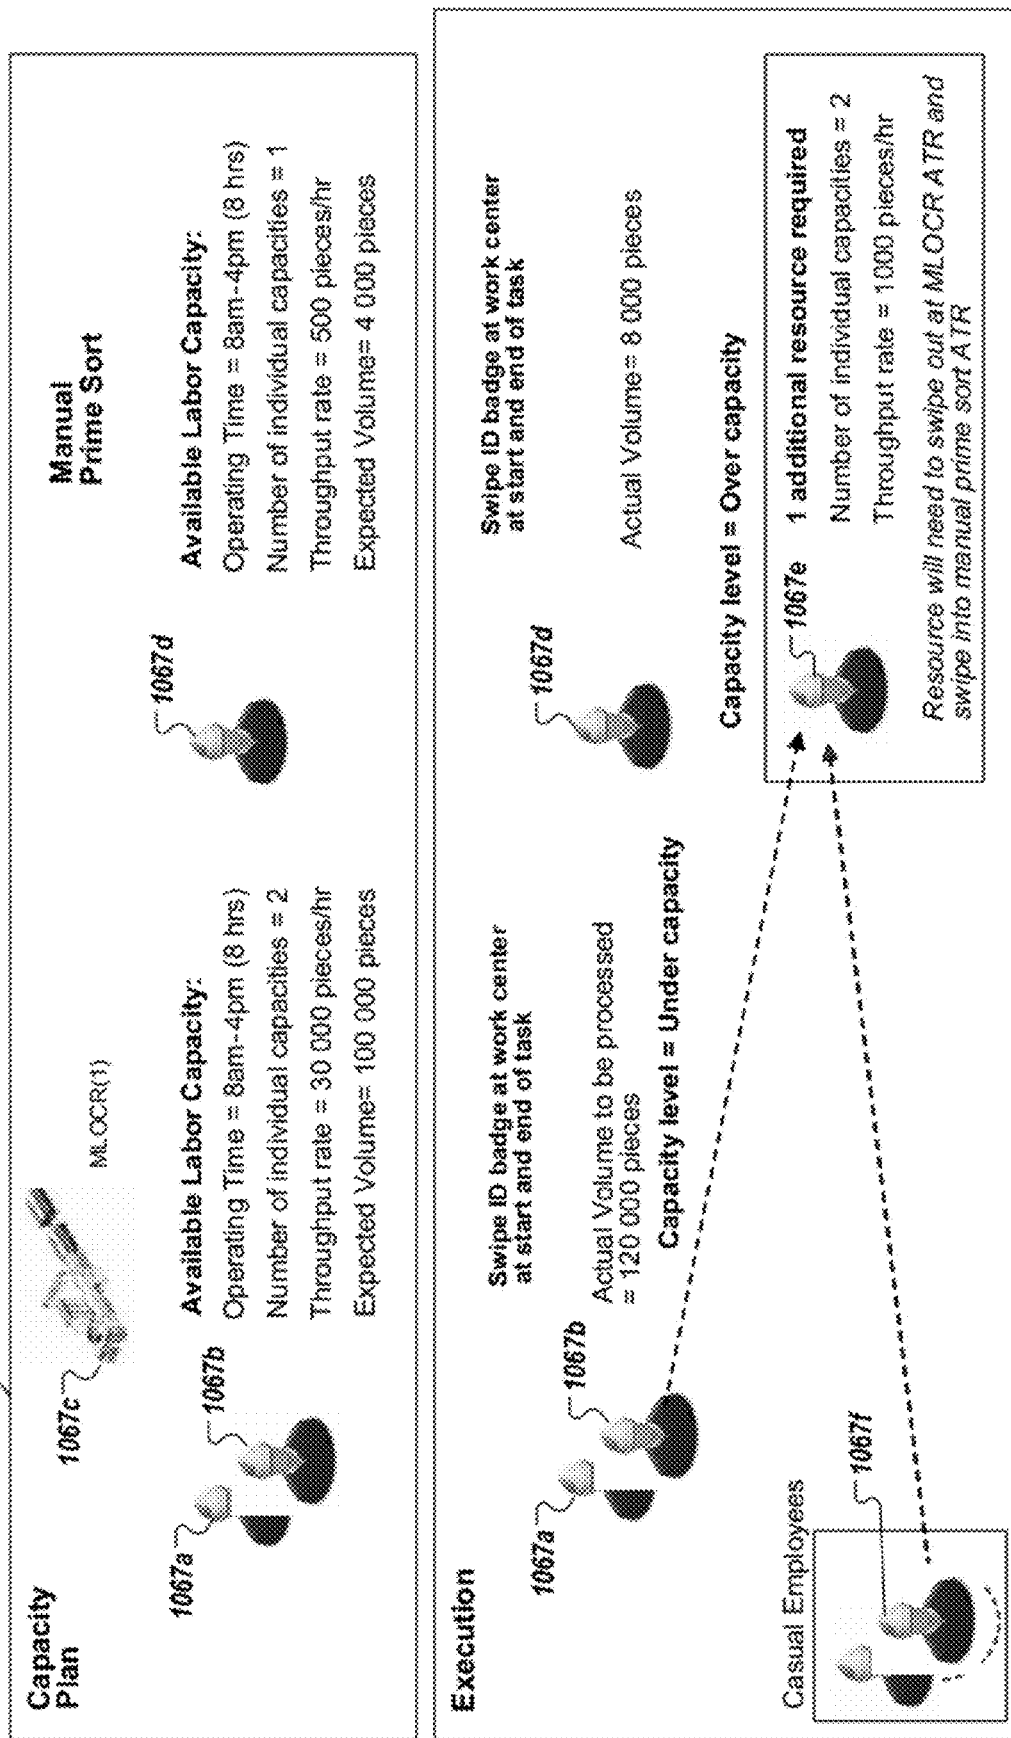 Capacity
Plan
1067c
MLOCR(1)
Manual
Prime Sort
1067a
1067b
Available Labor Capacity:
Operating Time = 8am-4pm (8 hrs)
Number of individual capacities = 2
Throughput rate = 30 000 pieces/hr
Expected Volume= 100 000 pieces
1067d
Available Labor Capacity:
Operating Time = 8am-4pm (8 hrs)
Number of individual capacities = 1
Throughput rate = 500 pieces/hr
Expected Volume= 4 000 pieces
Execution
1067a
1067b
Swipe ID badge at work center
at start and end of task
Actual Volume to be processed
= 120 000 pieces
Capacity level = Under capacity
1067d
Swipe ID badge at work center
at start and end of task
Actual Volume= 8 000 pieces
Capacity level = Over capacity
Casual Employees
1067f
1067e
1 additional resource required
Number of individual capacities = 2
Throughput rate = 1000 pieces/hr
Resource will need to swipe out at MLOCR ATR and
swipe into manual prime sort ATR